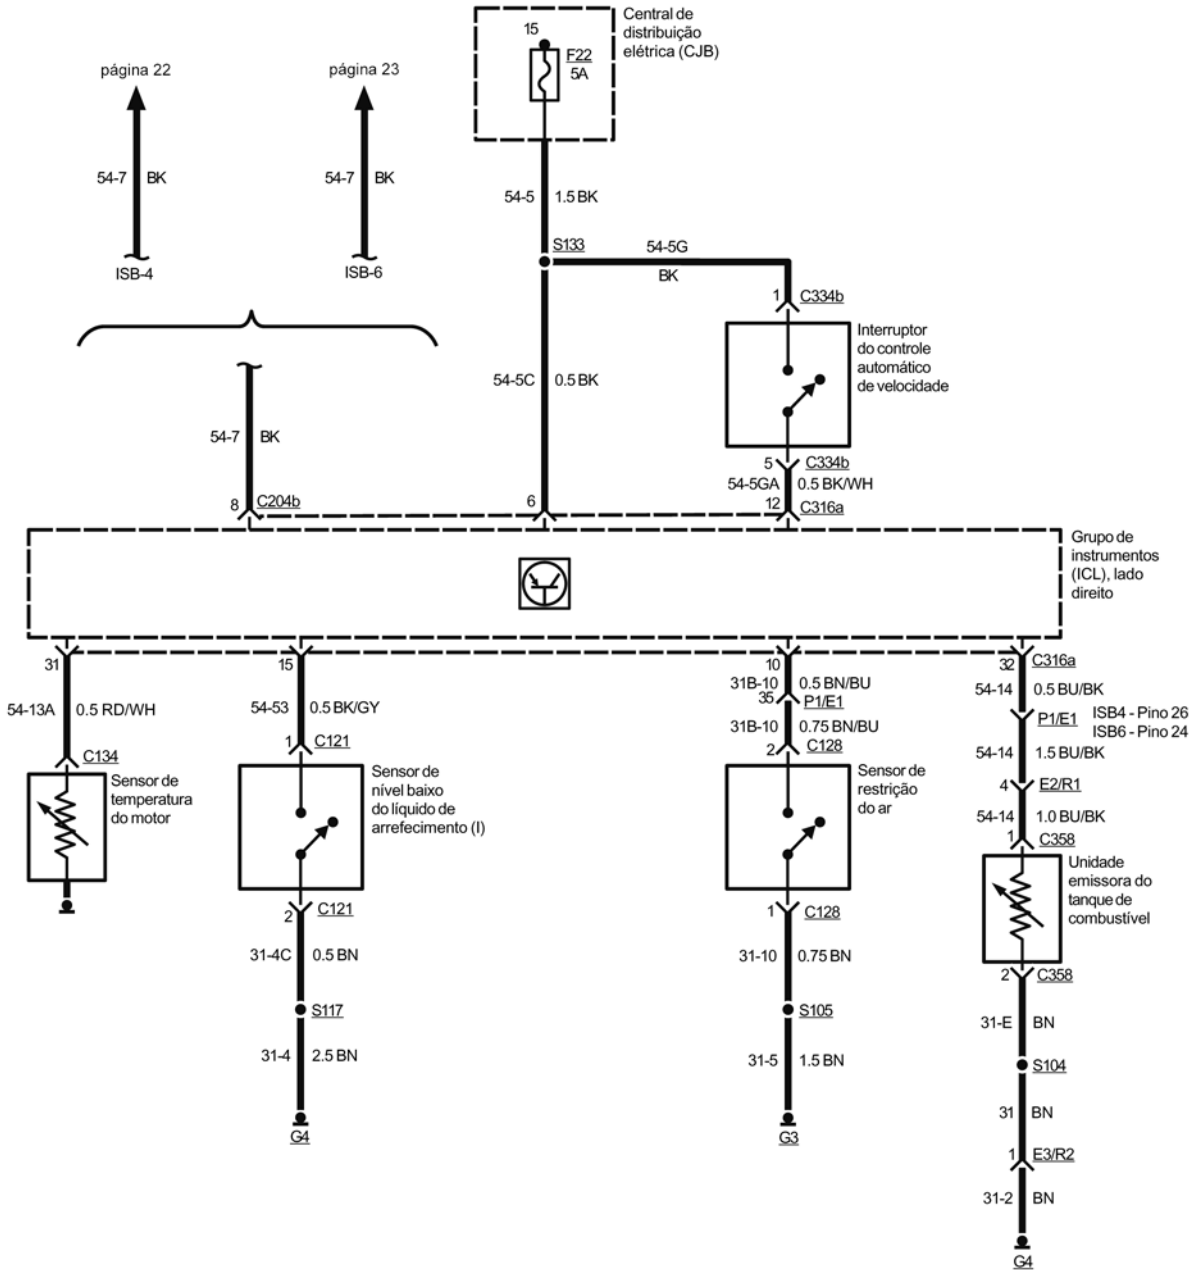 Central de
distribuição
elétrica (CJB)
15
F22
5A
página 22
página 23
54-7 BK
54-7 BK
54-5 1.5 BK
ISB-4
ISB-6
S133
54-5G
BK
1 C334b
Interruptor
do controle
automático
de velocidade
54-5C 0.5 BK
54-7 BK
5 C334b
54-5GA 0.5 BK/WH
8 C204b
6
12 C316a
Grupo de
instrumentos
(ICL), lado
direito
31
15
10
32 C316a
54-13A 0.5 RD/WH
54-53 0.5 BK/GY
31B-10 0.5 BN/BU
35 P1/E1
31B-10 0.75 BN/BU
54-14 0.5 BU/BK
P1/E1
ISB4 - Pino 26
ISB6 - Pino 24
54-14 1.5 BU/BK
C134
1 C121
2 C128
4 E2/R1
54-14 1.0 BU/BK
1 C358
Sensor de
temperatura
do motor
Sensor de
nível baixo
do líquido de
arrefecimento (I)
Sensor de
restrição
do ar
Unidade
emissora do
tanque de
combustível
2 C121
1 C128
31-4C 0.5 BN
31-10 0.75 BN
2 C358
S117
S105
31-E BN
31-4 2.5 BN
31-5 1.5 BN
S104
31 BN
G4
G3
1 E3/R2
31-2 BN
G4